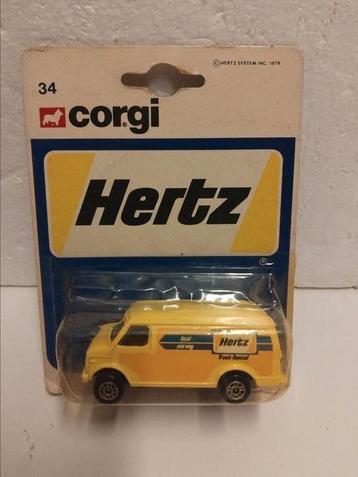 34
© HERTZ SYSTEM INC. 1979
corgi
Hertz
®
Hertz
Truck Rental